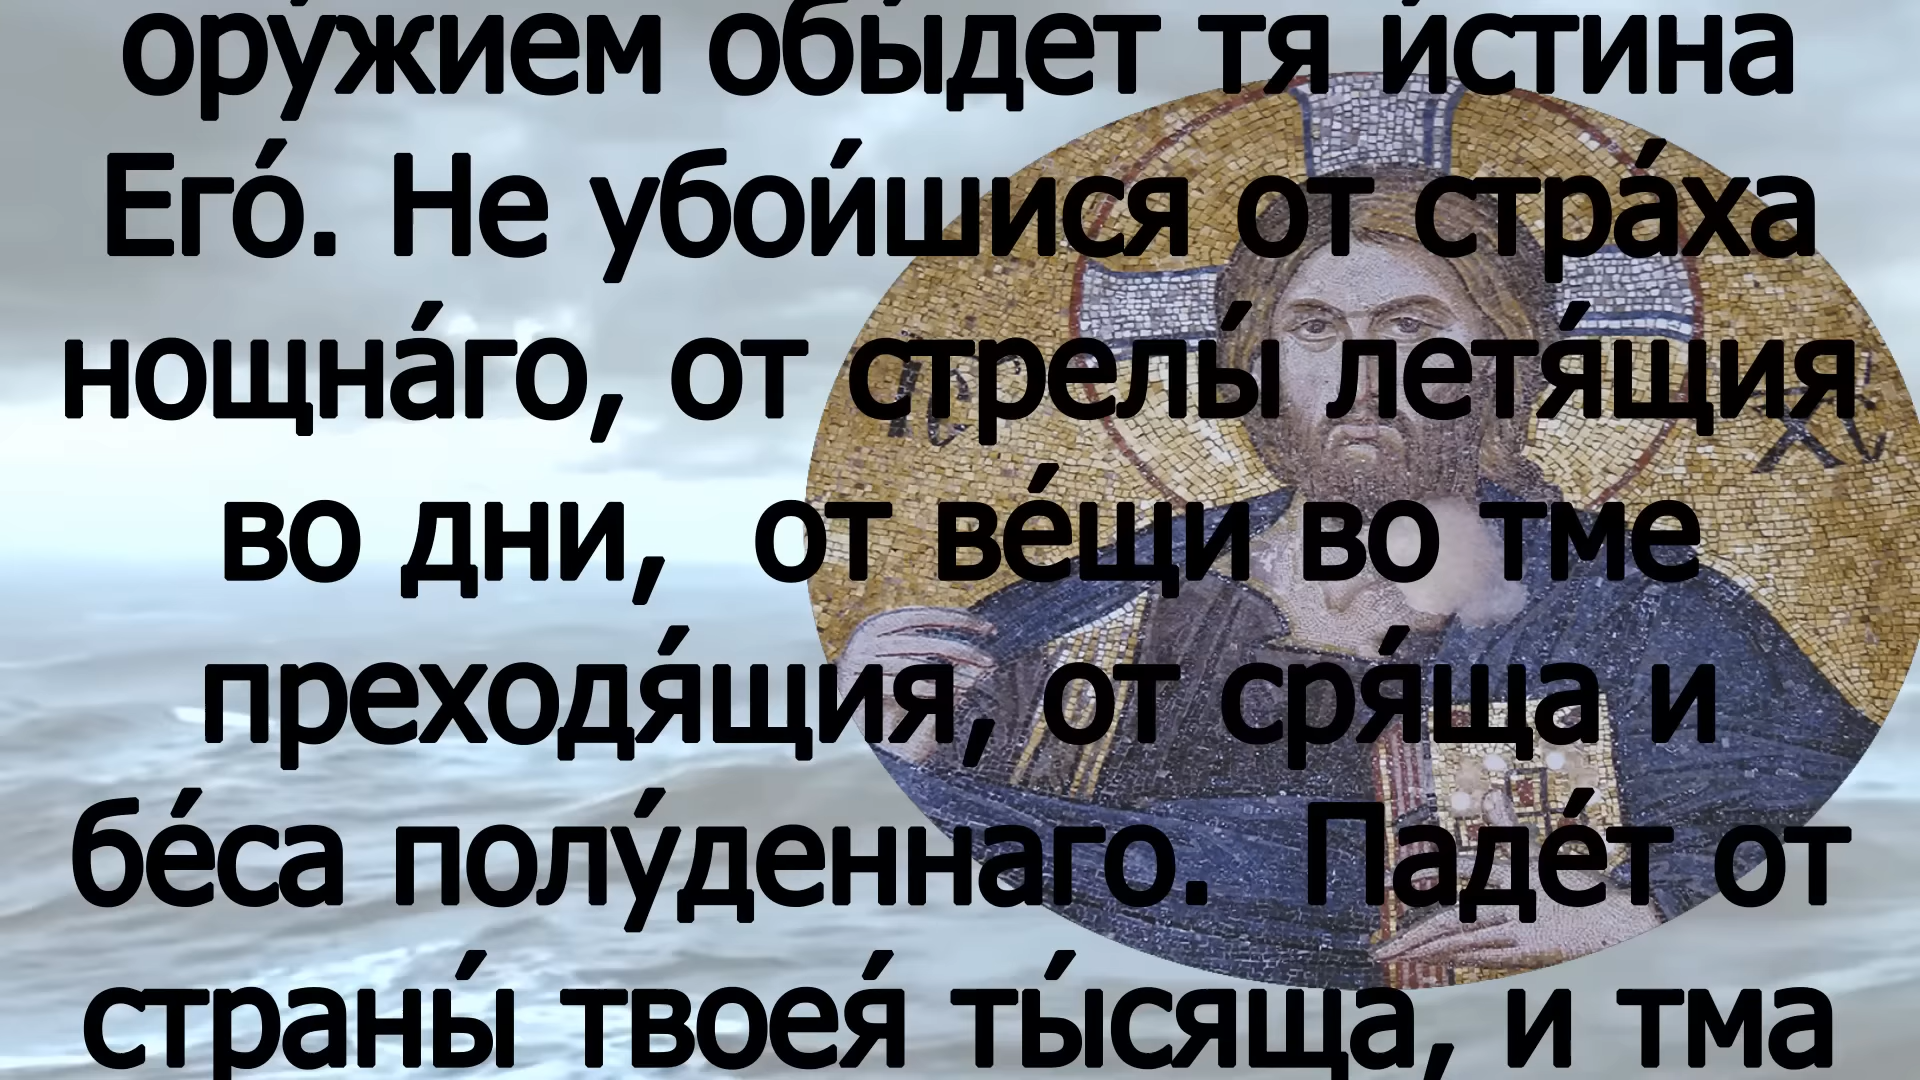 ору́жием обы́дет тя и́стина
Его́. Не убои́шися от стра́ха
нощна́го, от стрелы́ летя́щия
во дни, от ве́щи во тме
преходя́щия, от сря́ща и
бе́са полу́деннаго. Паде́т от
страны́ твоея́ ты́сяща, и тма